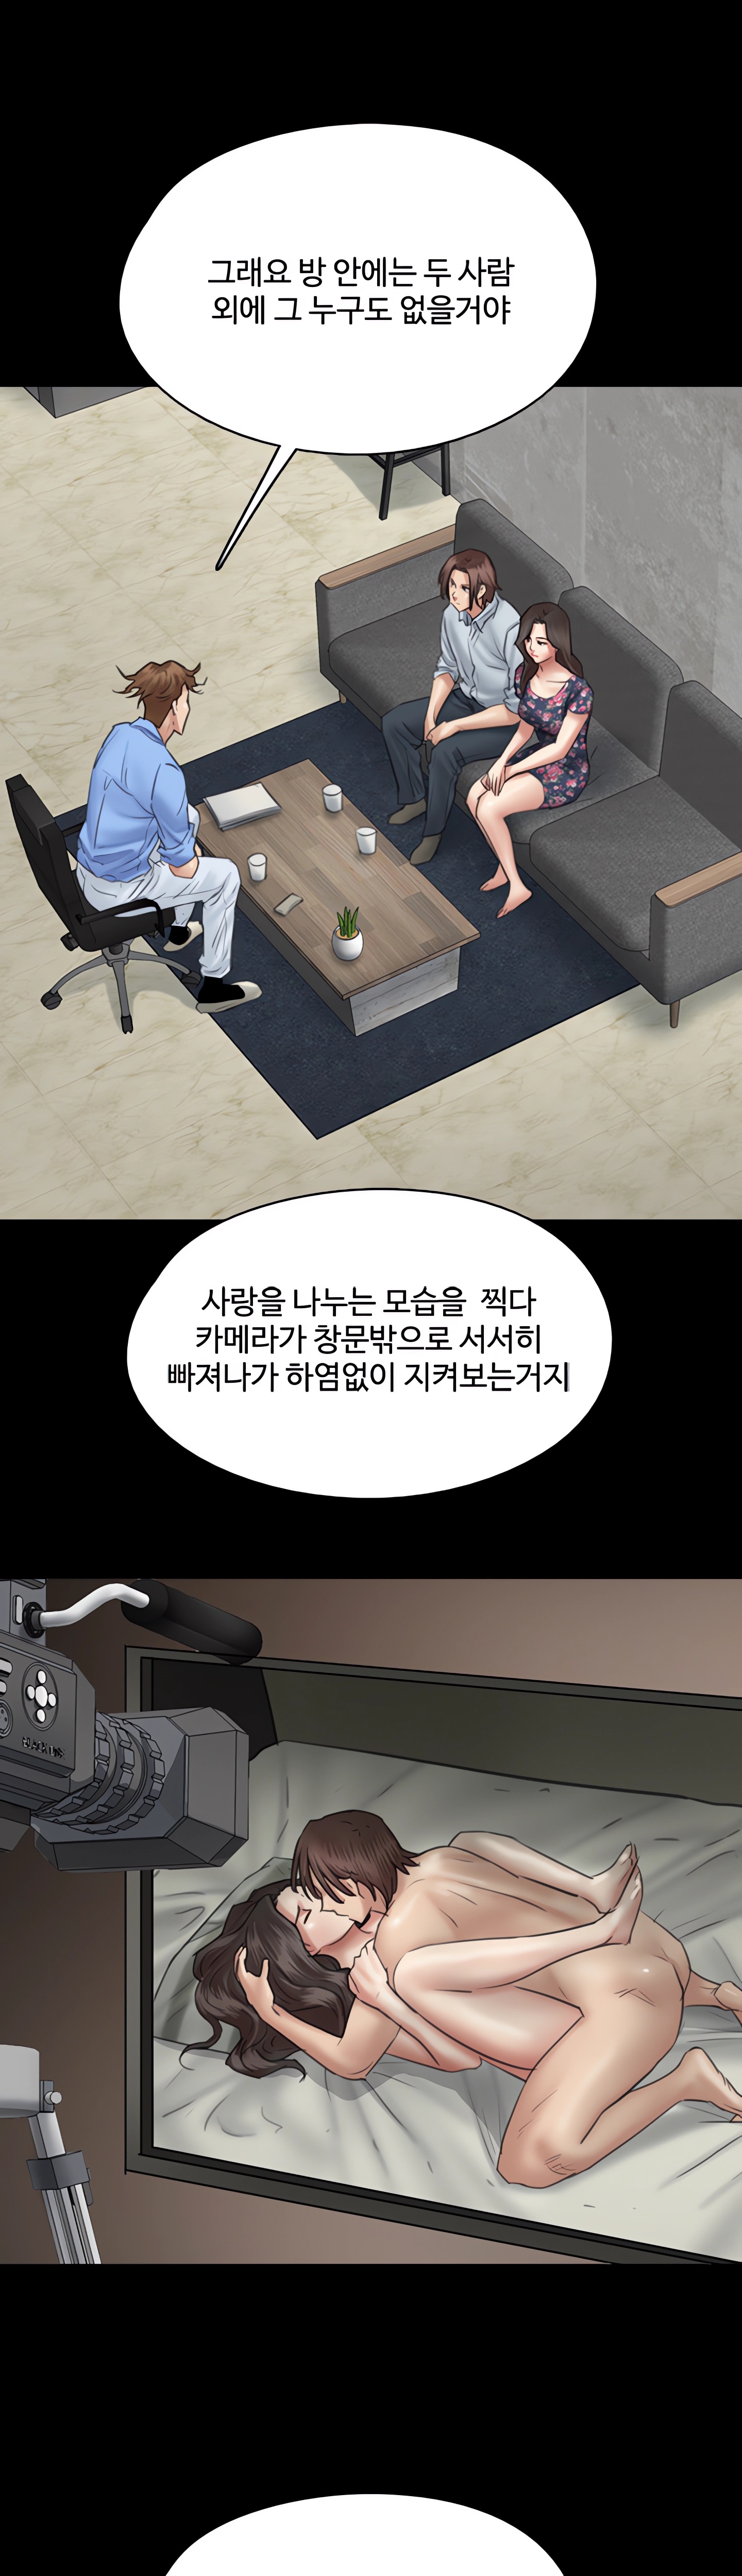 그래요 방 안에는 두 사람
외에 그 누구도 없을거야
사랑을 나누는 모습을 찍다
카메라가 창문밖으로 서서히
빠져나가 하염없이 지켜보는거지